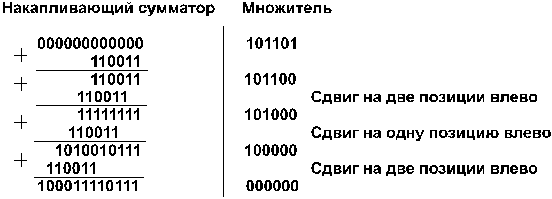 Накапливающий сумматор Множитель
000000000000 101101
+ 110011
110011 101100
+ 110011 Сдвиг на две позиции влево
11111111 101000
+ 110011 Сдвиг на одну позицию влево
1010010111 100000
+ 110011 Сдвиг на две позиции влево
100011110111 000000